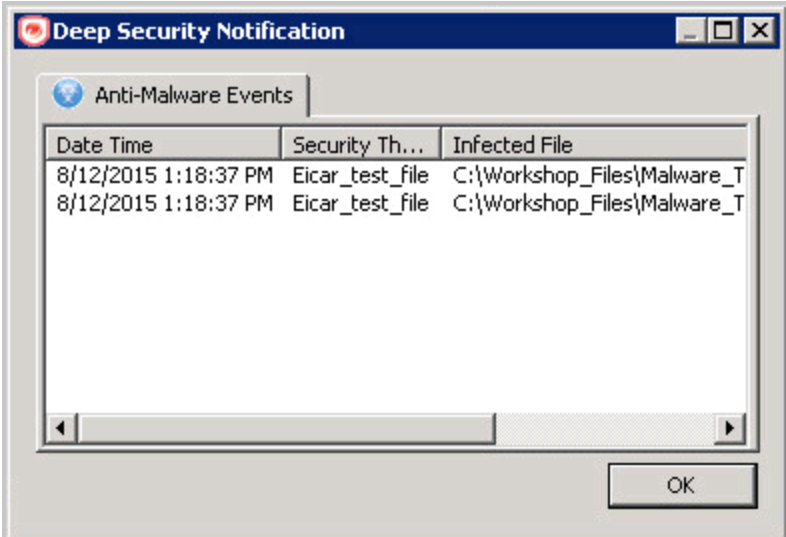 Deep Security Notification
Anti-Malware Events
Date Time Security Th... Infected File
8/12/2015 1:18:37 PM Eicar_test_file C:\Workshop_Files\Malware_T
8/12/2015 1:18:37 PM Eicar_test_file C:\Workshop_Files\Malware_T
OK